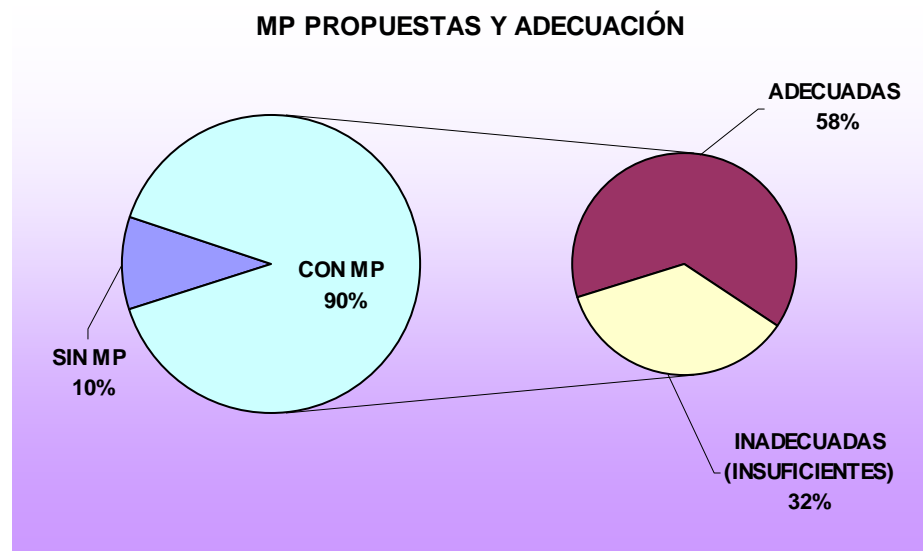 MP PROPUESTAS Y ADECUACIÓN
ADECUADAS
58%
CON MP
90%
SIN MP
10%
INADECUADAS
(INSUFICIENTES)
32%